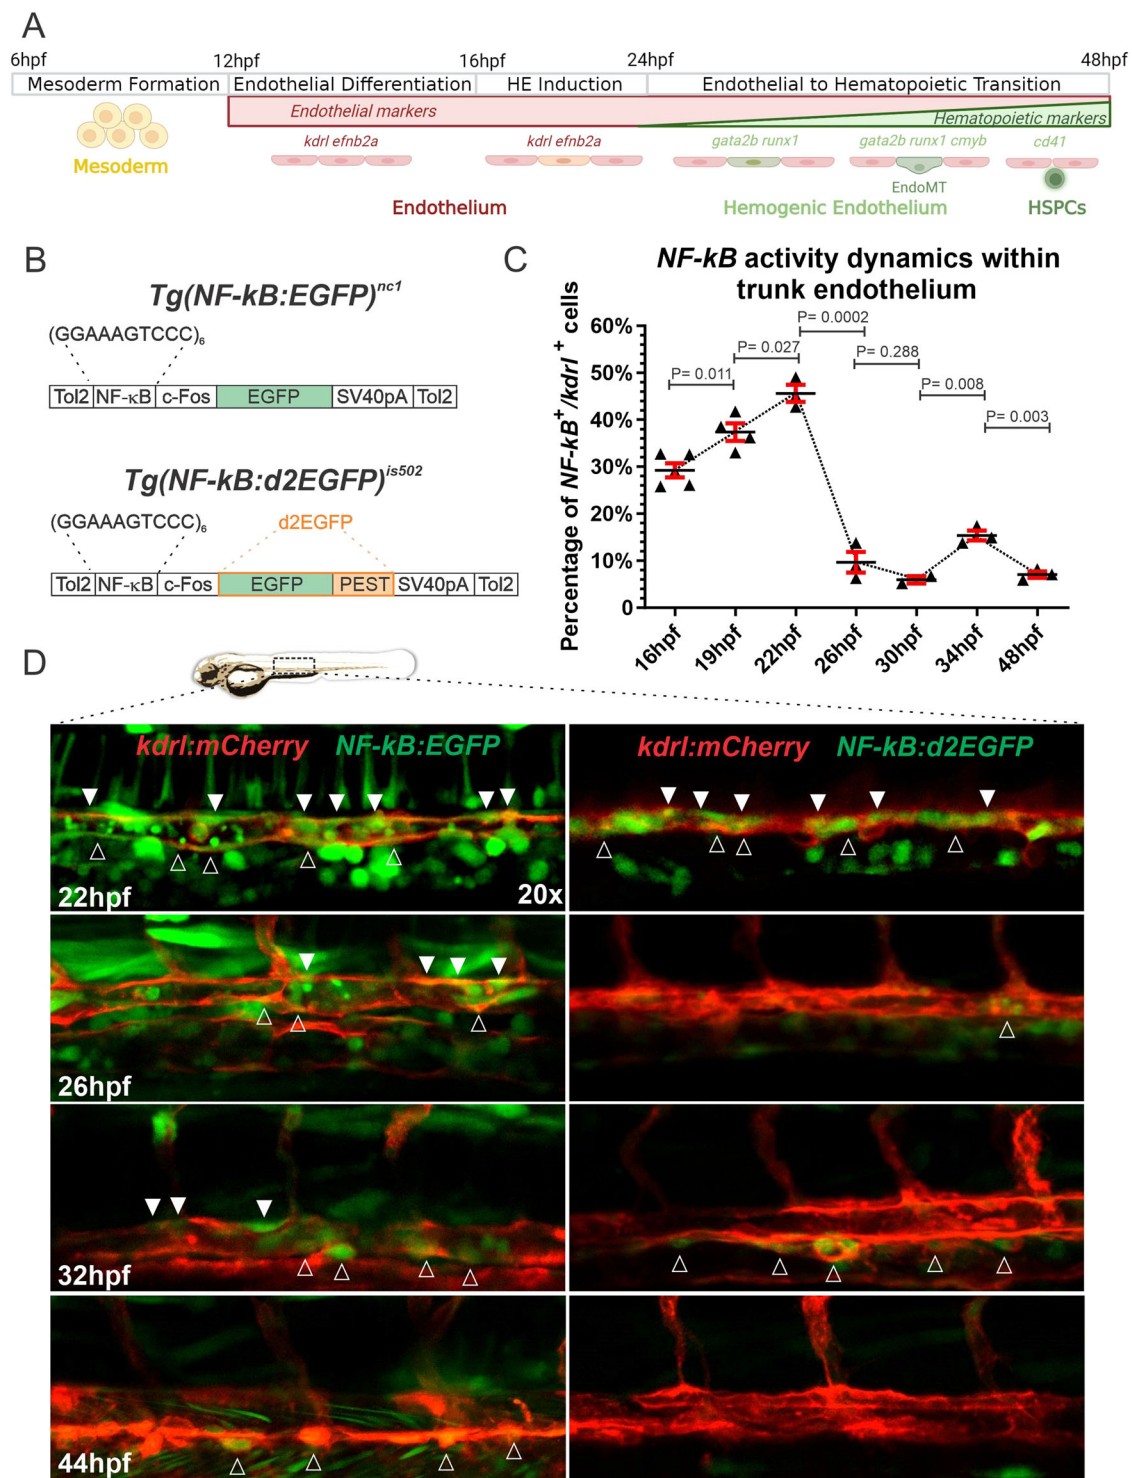 A
6hpf 12hpf 16hpf 24hpf 48hpf
Mesoderm Formation Endothelial Differentiation HE Induction Endothelial to Hematopoietic Transition
Endothelial markers
Hematopoietic markers
kdrl efnb2a kdrl efnb2a gata2b runx1 gata2b runx1 cmyb cd41
Mesoderm
EndoMT
Endothelium Hemogenic Endothelium HSPCs
B
Tg(NF-kB:EGFP)nc1
(GGAAAGTCCC)6
Tol2 NF-κB c-Fos EGFP SV40pA Tol2
Tg(NF-kB:d2EGFP)is502
(GGAAAGTCCC)6 d2EGFP
Tol2 NF-κB c-Fos EGFP PEST SV40pA Tol2
C
NF-kB activity dynamics within
trunk endothelium
Percentage of NF-kB+/kdrl + cells
60%
50%
40%
30%
20%
10%
0
P= 0.011
P= 0.027
P= 0.0002
P= 0.288
P= 0.008
P= 0.003
16hpf 19hpf 22hpf 26hpf 30hpf 34hpf 48hpf
D
kdrl:mCherry NF-kB:EGFP kdrl:mCherry NF-kB:d2EGFP
22hpf 20x
26hpf
32hpf
44hpf